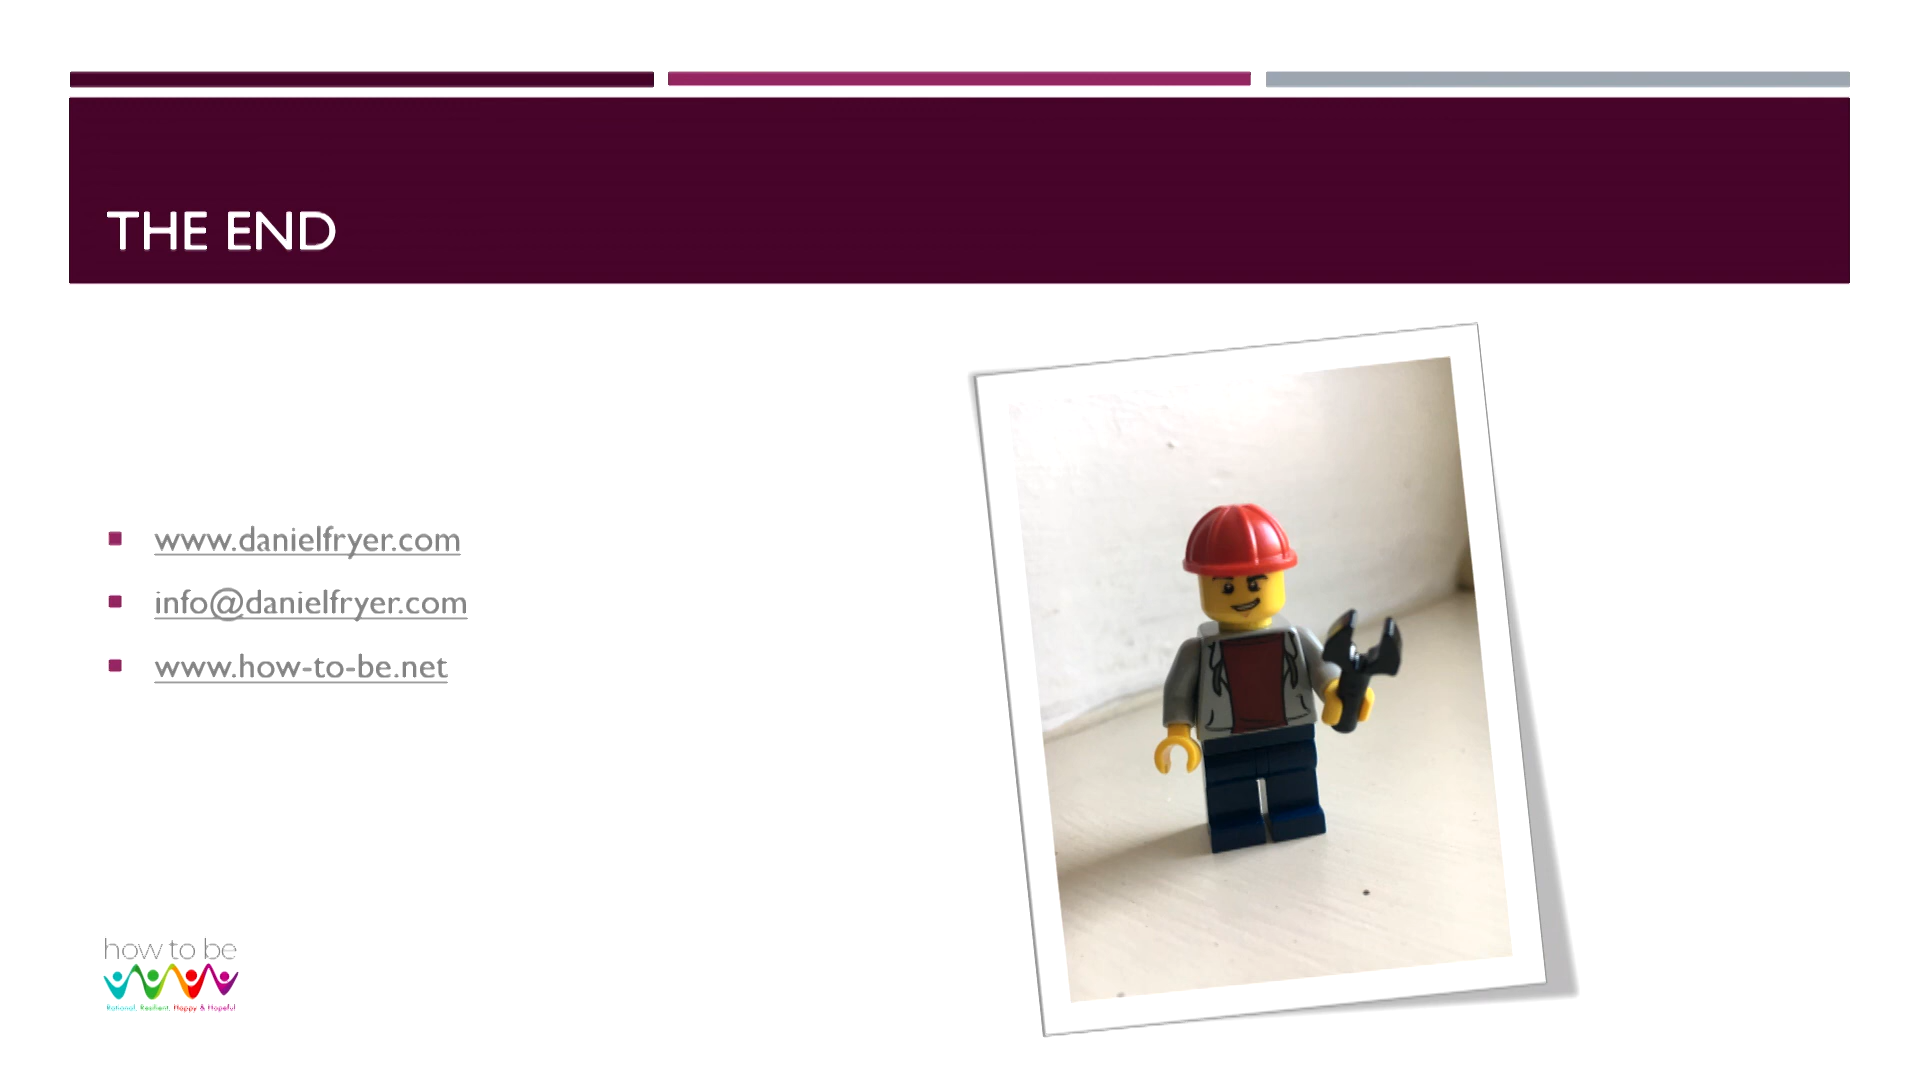 THE END
www.danielfryer.com
info@danielfryer.com
www.how-to-be.net
how to be
Rational, Resilient, Happy & Hopeful